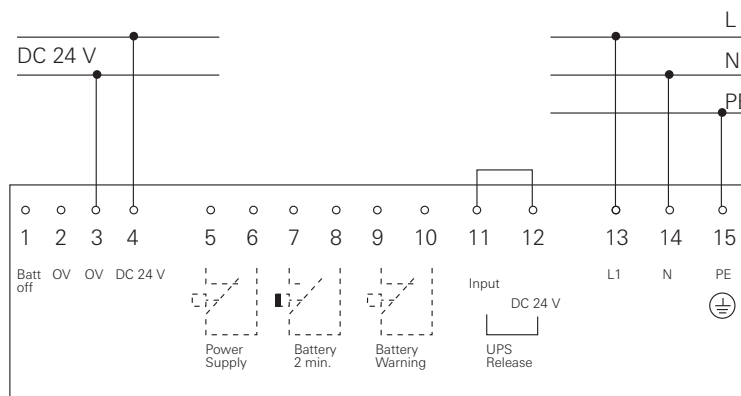 L
DC 24 V
N
PE
1 2 3 4 5 6 7 8 9 10 11 12 13 14 15
Batt
off
OV OV DC 24 V
L1 N PE
Input
DC 24 V
Power
Supply
Battery
2 min.
Battery
Warning
UPS
Release